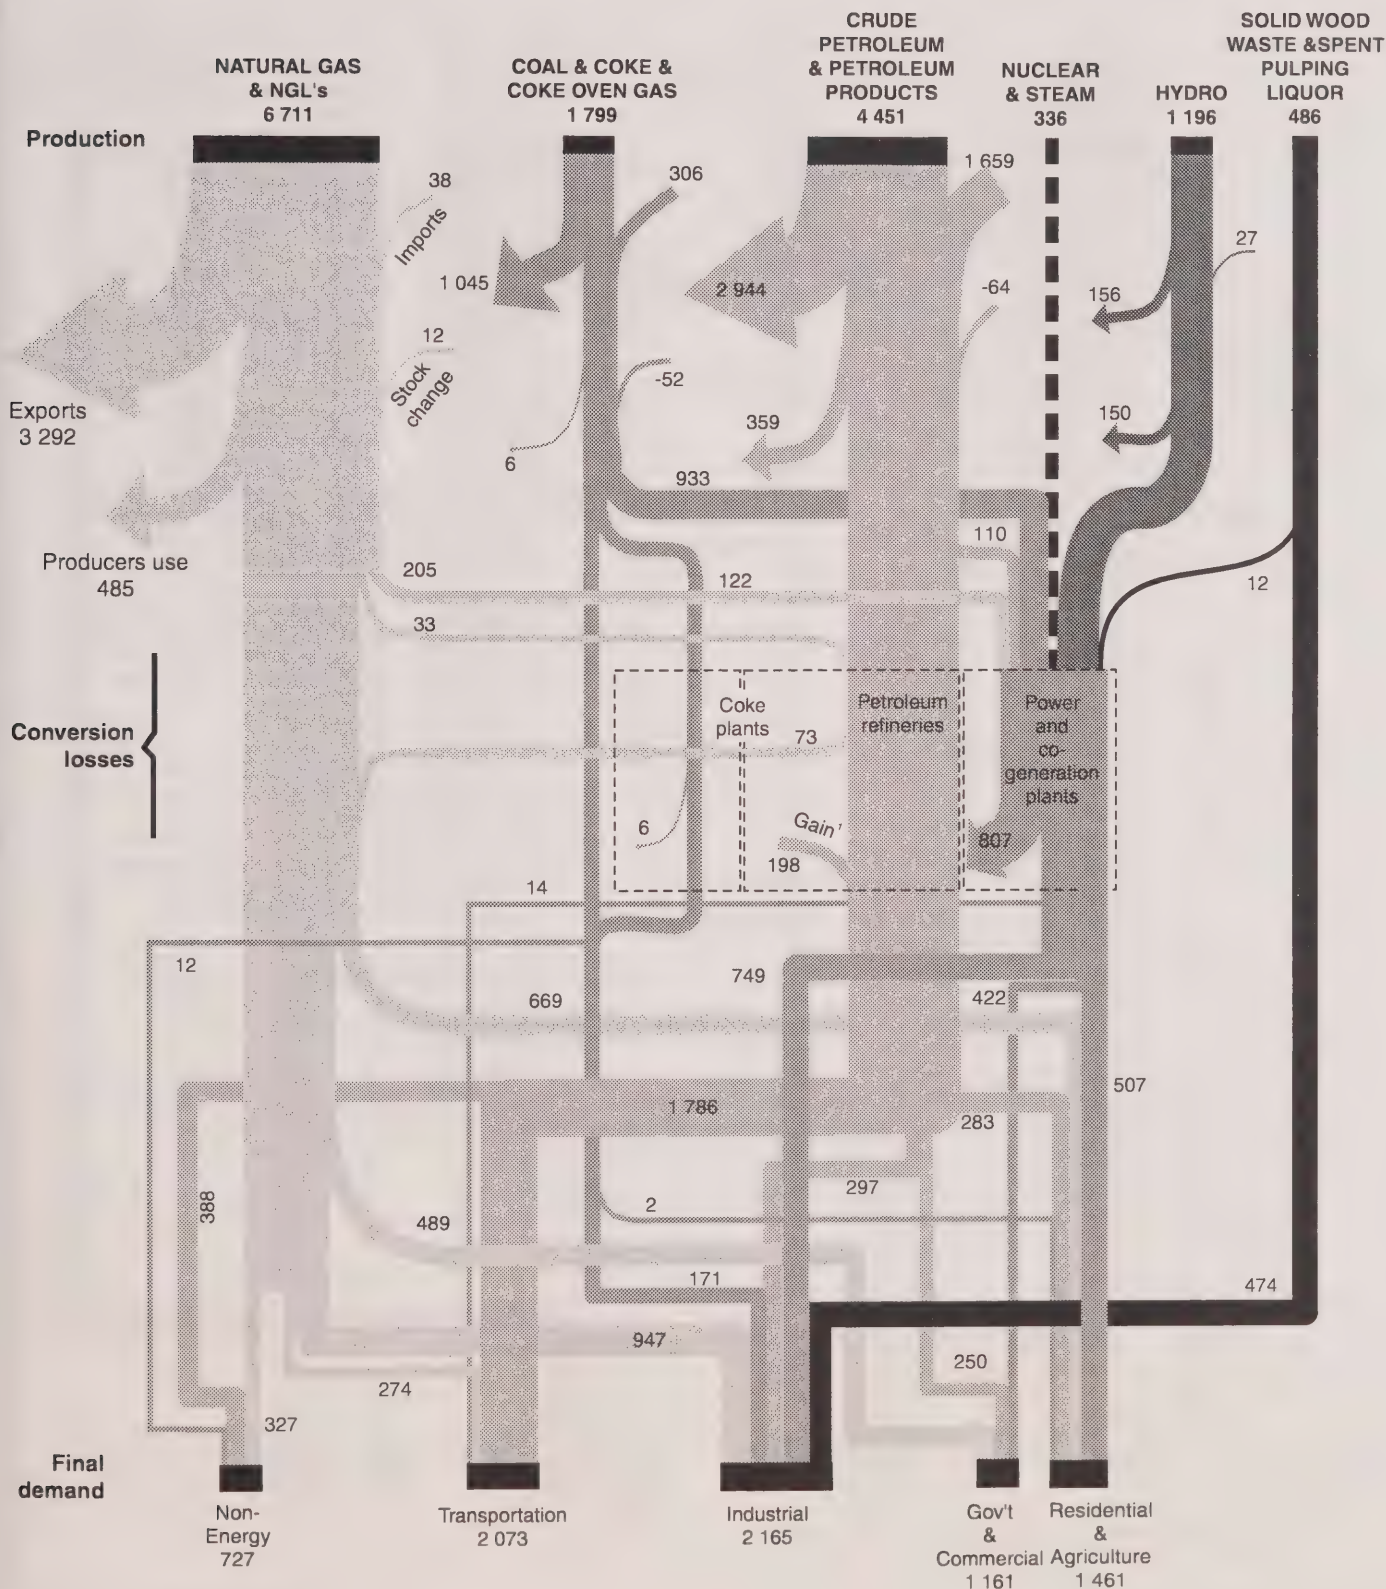 NATURAL GAS
& NGL's
6 711
COAL & COKE &
COKE OVEN GAS
1 799
CRUDE
PETROLEUM
& PETROLEUM
PRODUCTS
4 451
NUCLEAR
& STEAM
336
HYDRO
1 196
SOLID WOOD
WASTE &SPENT
PULPING
LIQUOR
486
Production
38
Imports
306
1 659
27
1 045
2 944
-64
156
12
Stock
change
-52
Exports
3 292
6
359
150
933
110
Producers use
485
205
122
12
33
Conversion
losses
Coke
plants
Petroleum
refineries
Power
and
co-
generation
plants
73
6
Gain¹
198
807
14
12
749
422
669
507
1 786
283
388
297
2
489
171
474
947
250
274
327
Final
demand
Non-
Energy
727
Transportation
2 073
Industrial
2 165
Gov't
&
Commercial
1 161
Residential
&
Agriculture
1 461